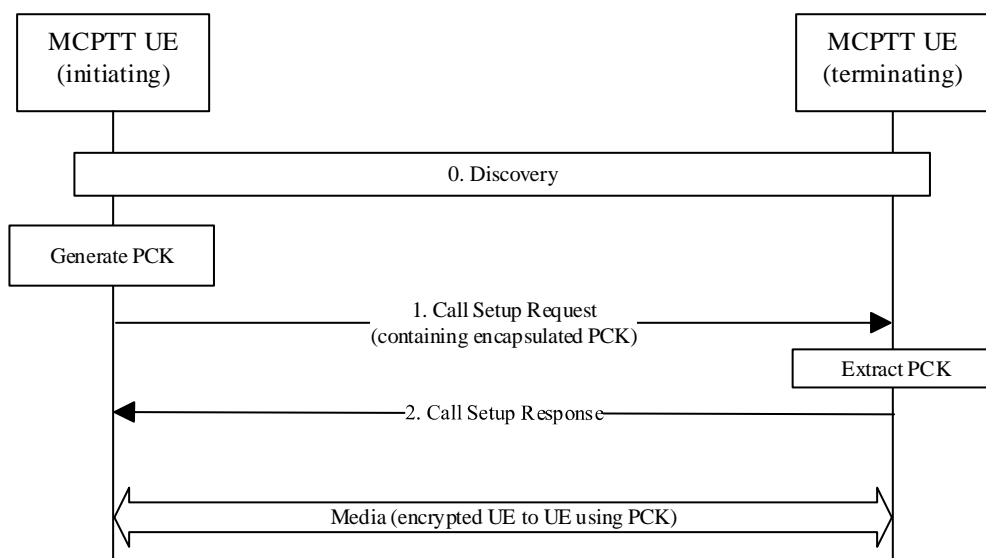 MCPTT UE
(initiating)
MCPTT UE
(terminating)
0. Discovery
Generate PCK
1. Call Setup Request
(containing encapsulated PCK)
Extract PCK
2. Call Setup Response
Media (encrypted UE to UE using PCK)